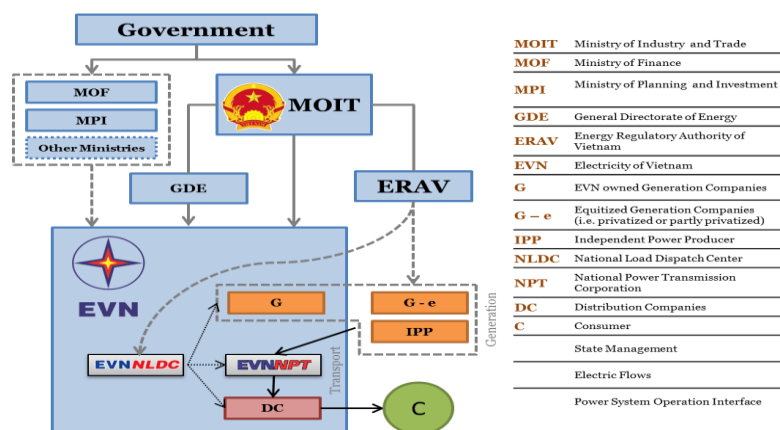 Government
MOF
MPI
Other Ministries
MOIT
GDE
ERAV
EVN
G
G - e
IPP
Generation
EVNNLDC
EVNNPT
Transport
DC
C
MOIT Ministry of Industry and Trade
MOF Ministry of Finance
MPI Ministry of Planning and Investment
GDE General Directorate of Energy
ERAV Energy Regulatory Authority of
Vietnam
EVN Electricity of Vietnam
G EVN owned Generation Companies
G – e Equitized Generation Companies
(i.e. privatized or partly privatized)
IPP Independent Power Producer
NLDC National Load Dispatch Center
NPT National Power Transmission
Corporation
DC Distribution Companies
C Consumer
State Management
Electric Flows
Power System Operation Interface